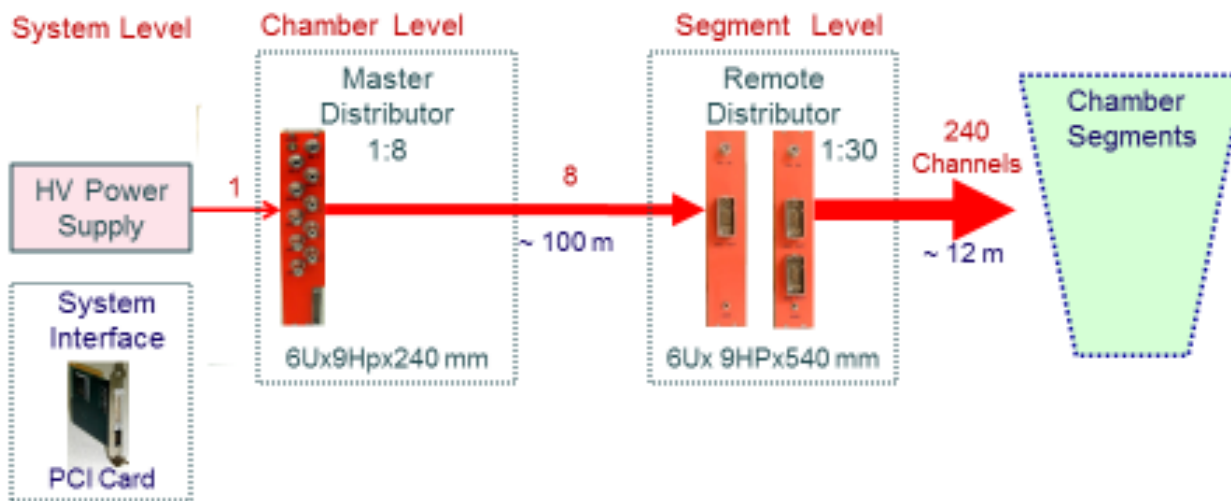 System Level
Chamber Level
Segment Level
Master
Distributor
1:8
Remote
Distributor
1:30
240
Channels
Chamber
Segments
HV Power
Supply
1
8
~ 100 m
~ 12 m
System
Interface
PCI Card
6Ux9Hpx240 mm
6Ux 9HPx540 mm